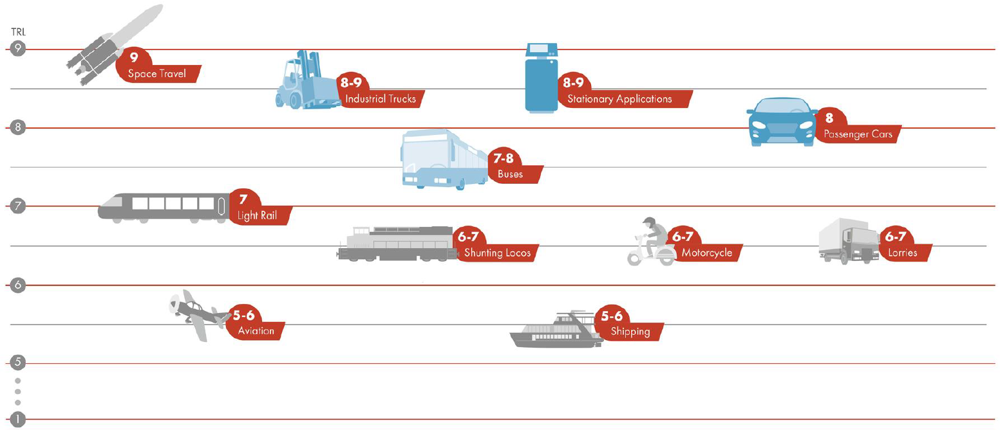 TRL
9
9
Space Travel
8-9
Industrial Trucks
8-9
Stationary Applications
8
8
Passenger Cars
7-8
Buses
7
7
Light Rail
6-7
Shunting Locos
6-7
Motorcycle
6-7
Lorries
6
5-6
Aviation
5-6
Shipping
5
1